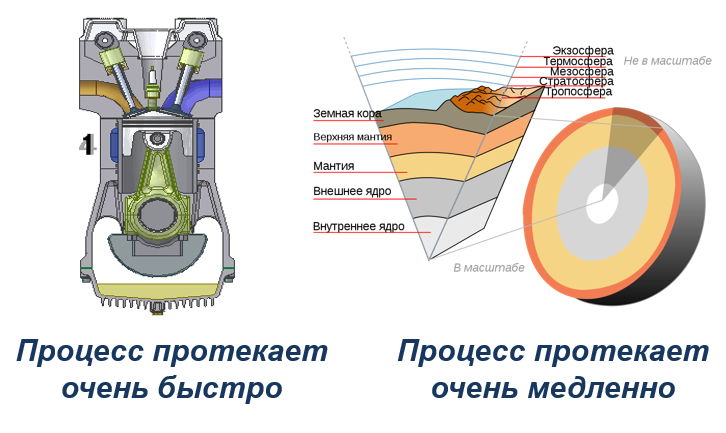 1
Экзосфера
Термосфера
Мезосфера
Стратосфера
Тропосфера
Не в масштабе
Земная кора
Верхняя мантия
Мантия
Внешнее ядро
Внутреннее ядро
В масштабе
Процесс протекает
очень быстро
Процесс протекает
очень медленно